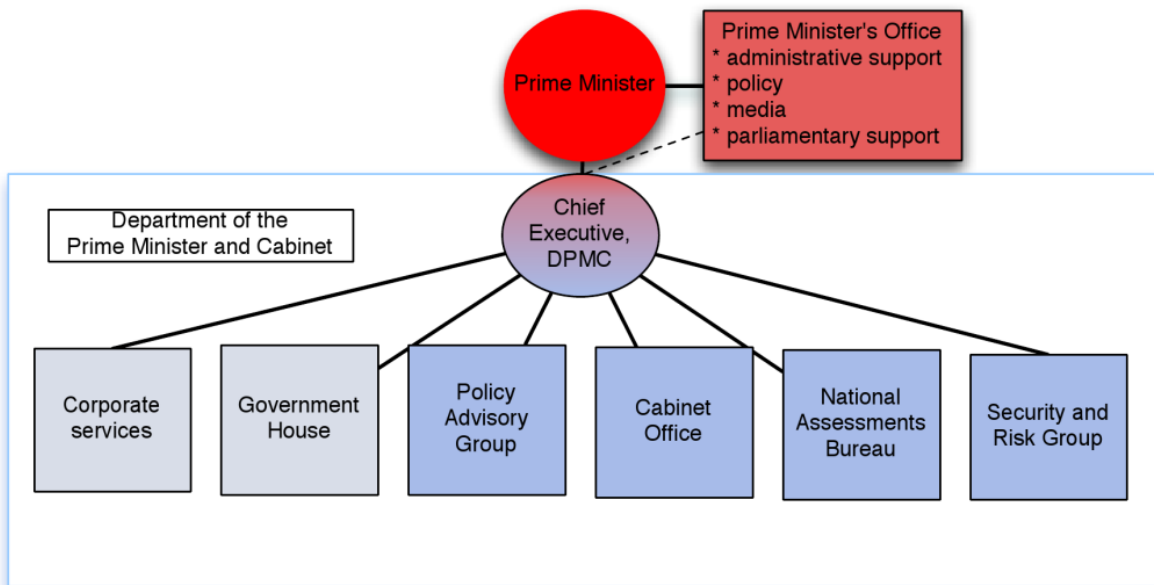 Prime Minister
Prime Minister's Office
* administrative support
* policy
* media
* parliamentary support
Department of the
Prime Minister and Cabinet
Chief
Executive,
DPMC
Corporate
services
Government
House
Policy
Advisory
Group
Cabinet
Office
National
Assessments
Bureau
Security and
Risk Group